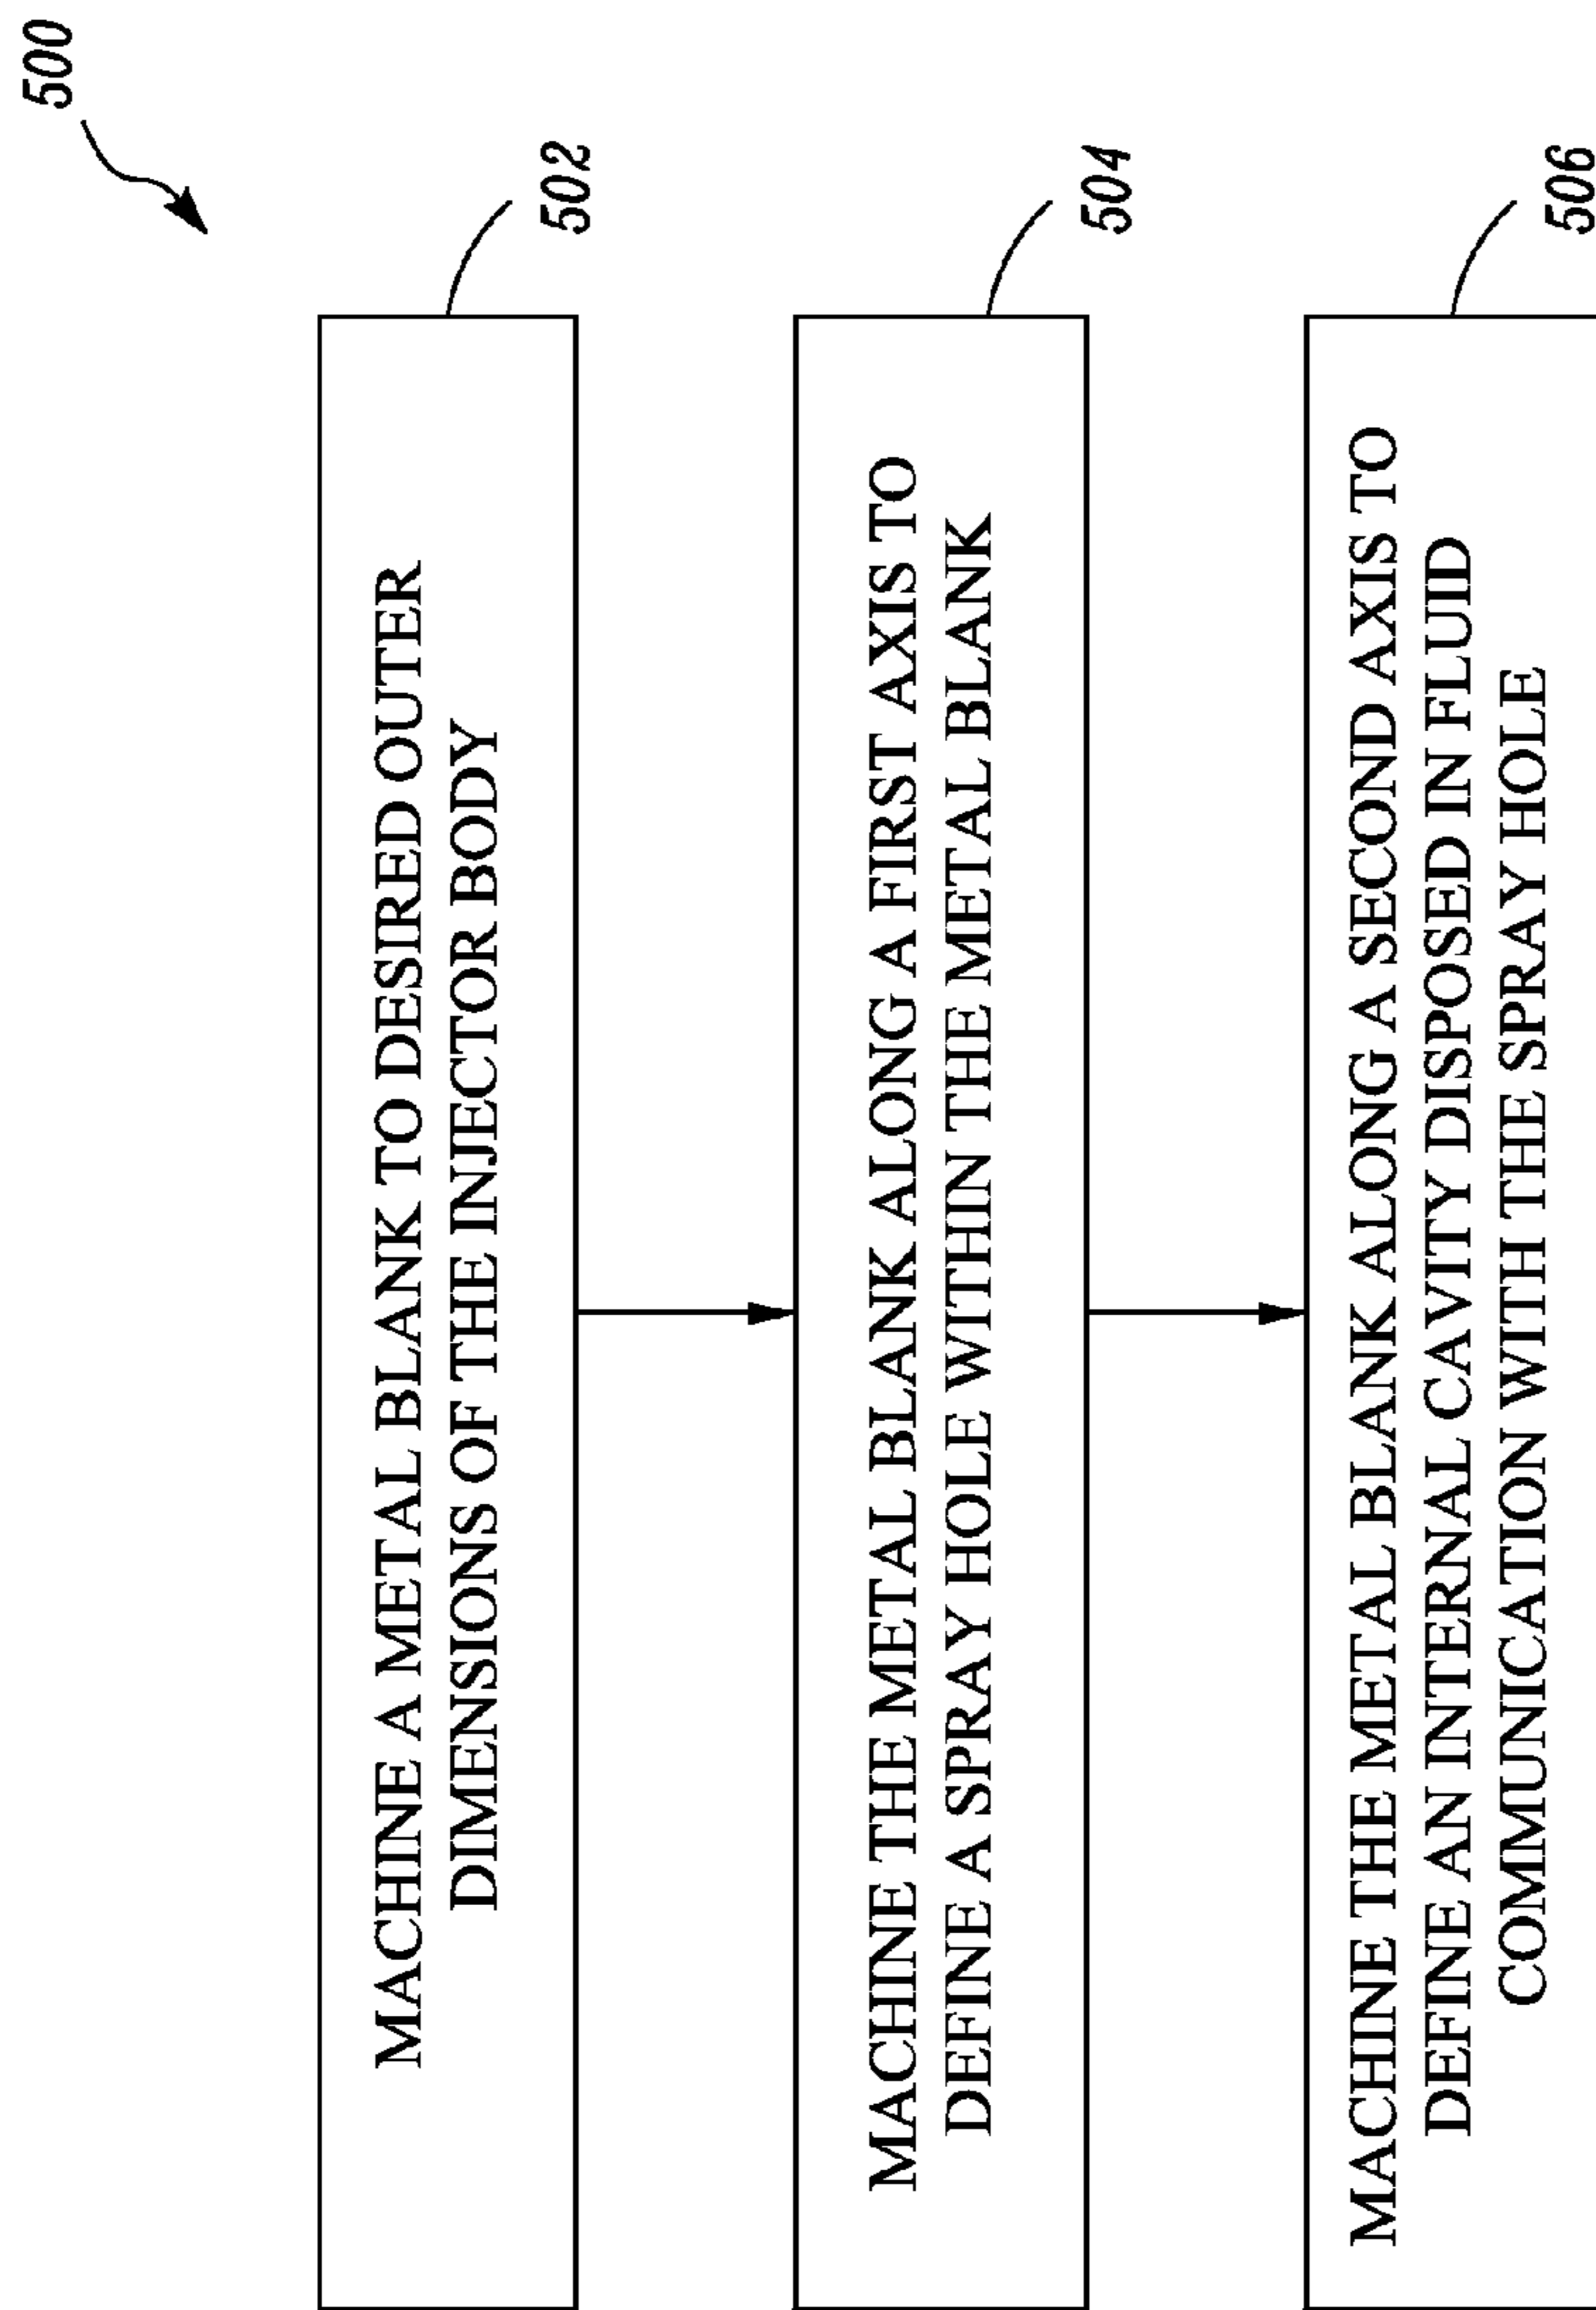 500
MACHINE A METAL BLANK TO DESIRED OUTER
DIMENSIONS OF THE INJECTOR BODY
502
MACHINE THE METAL BLANK ALONG A FIRST AXIS TO
DEFINE A SPRAY HOLE WITHIN THE METAL BLANK
504
MACHINE THE METAL BLANK ALONG A SECOND AXIS TO
DEFINE AN INTERNAL CAVITY DISPOSED IN FLUID
COMMUNICATION WITH THE SPRAY HOLE
506